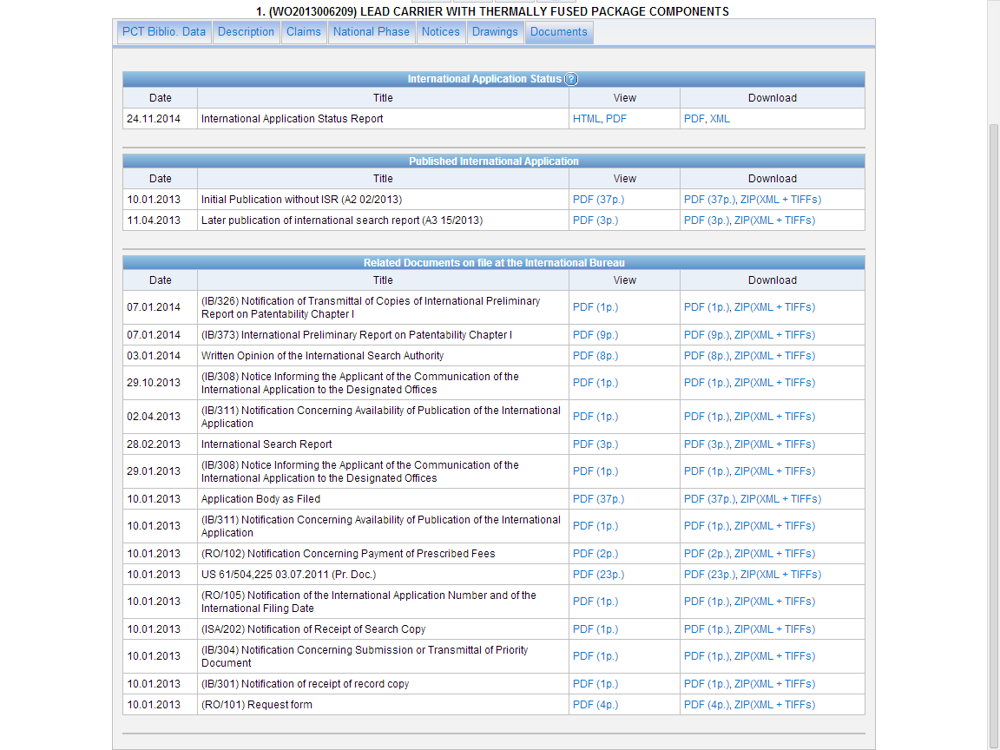 1. (WO2013006209) LEAD CARRIER WITH THERMALLY FUSED PACKAGE COMPONENTS
PCT Biblio. Data Description Claims National Phase Notices Drawings Documents
International Application Status ?
Date Title View Download
24.11.2014 International Application Status Report HTML, PDF PDF, XML
Published International Application
Date Title View Download
10.01.2013 Initial Publication without ISR (A2 02/2013) PDF (37p.) PDF (37p.), ZIP(XML + TIFFs)
11.04.2013 Later publication of international search report (A3 15/2013) PDF (3p.) PDF (3p.), ZIP(XML + TIFFs)
Related Documents on file at the International Bureau
Date Title View Download
07.01.2014 (IB/326) Notification of Transmittal of Copies of International Preliminary
Report on Patentability Chapter I PDF (1p.) PDF (1p.), ZIP(XML + TIFFs)
07.01.2014 (IB/373) International Preliminary Report on Patentability Chapter I PDF (9p.) PDF (9p.), ZIP(XML + TIFFs)
03.01.2014 Written Opinion of the International Search Authority PDF (8p.) PDF (8p.), ZIP(XML + TIFFs)
29.10.2013 (IB/308) Notice Informing the Applicant of the Communication of the
International Application to the Designated Offices PDF (1p.) PDF (1p.), ZIP(XML + TIFFs)
02.04.2013 (IB/311) Notification Concerning Availability of Publication of the International
Application PDF (1p.) PDF (1p.), ZIP(XML + TIFFs)
28.02.2013 International Search Report PDF (3p.) PDF (3p.), ZIP(XML + TIFFs)
29.01.2013 (IB/308) Notice Informing the Applicant of the Communication of the
International Application to the Designated Offices PDF (1p.) PDF (1p.), ZIP(XML + TIFFs)
10.01.2013 Application Body as Filed PDF (37p.) PDF (37p.), ZIP(XML + TIFFs)
10.01.2013 (IB/311) Notification Concerning Availability of Publication of the International
Application PDF (1p.) PDF (1p.), ZIP(XML + TIFFs)
10.01.2013 (RO/102) Notification Concerning Payment of Prescribed Fees PDF (2p.) PDF (2p.), ZIP(XML + TIFFs)
10.01.2013 US 61/504,225 03.07.2011 (Pr. Doc.) PDF (23p.) PDF (23p.), ZIP(XML + TIFFs)
10.01.2013 (RO/105) Notification of the International Application Number and of the
International Filing Date PDF (1p.) PDF (1p.), ZIP(XML + TIFFs)
10.01.2013 (ISA/202) Notification of Receipt of Search Copy PDF (1p.) PDF (1p.), ZIP(XML + TIFFs)
10.01.2013 (IB/304) Notification Concerning Submission or Transmittal of Priority
Document PDF (1p.) PDF (1p.), ZIP(XML + TIFFs)
10.01.2013 (IB/301) Notification of receipt of record copy PDF (1p.) PDF (1p.), ZIP(XML + TIFFs)
10.01.2013 (RO/101) Request form PDF (4p.) PDF (4p.), ZIP(XML + TIFFs)